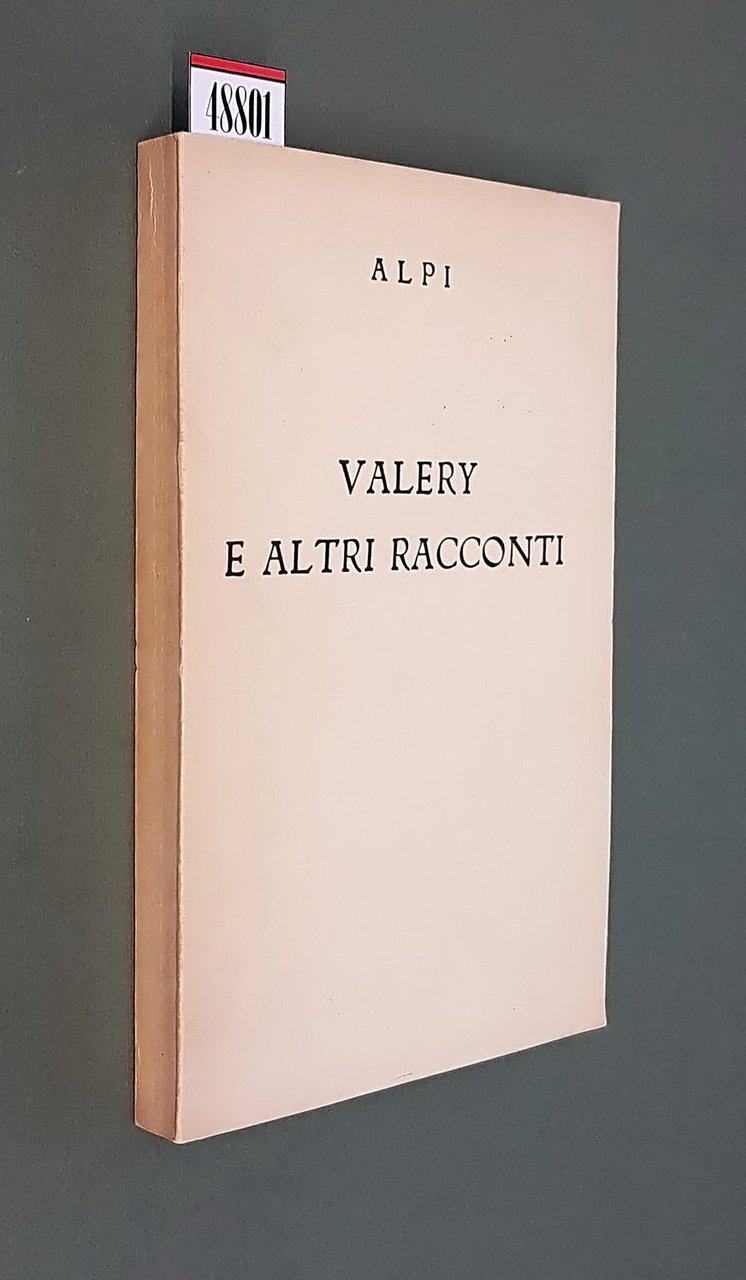 48801
ALPI
VALERY
E ALTRI RACCONTI